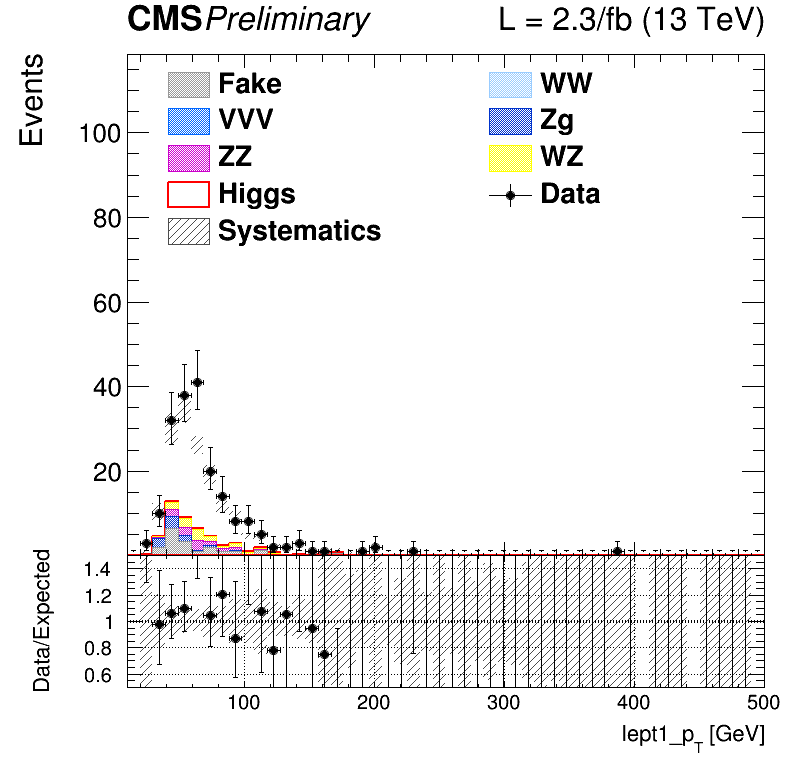 CMS Preliminary L = 2.3/fb (13 TeV)
Events
Fake WW
VVV Zg
ZZ WZ
Higgs Data
Systematics
100
80
60
40
20
Data/Expected
1.4
1.2
1
0.8
0.6
100 200 300 400 500
lept1_p_T [GeV]